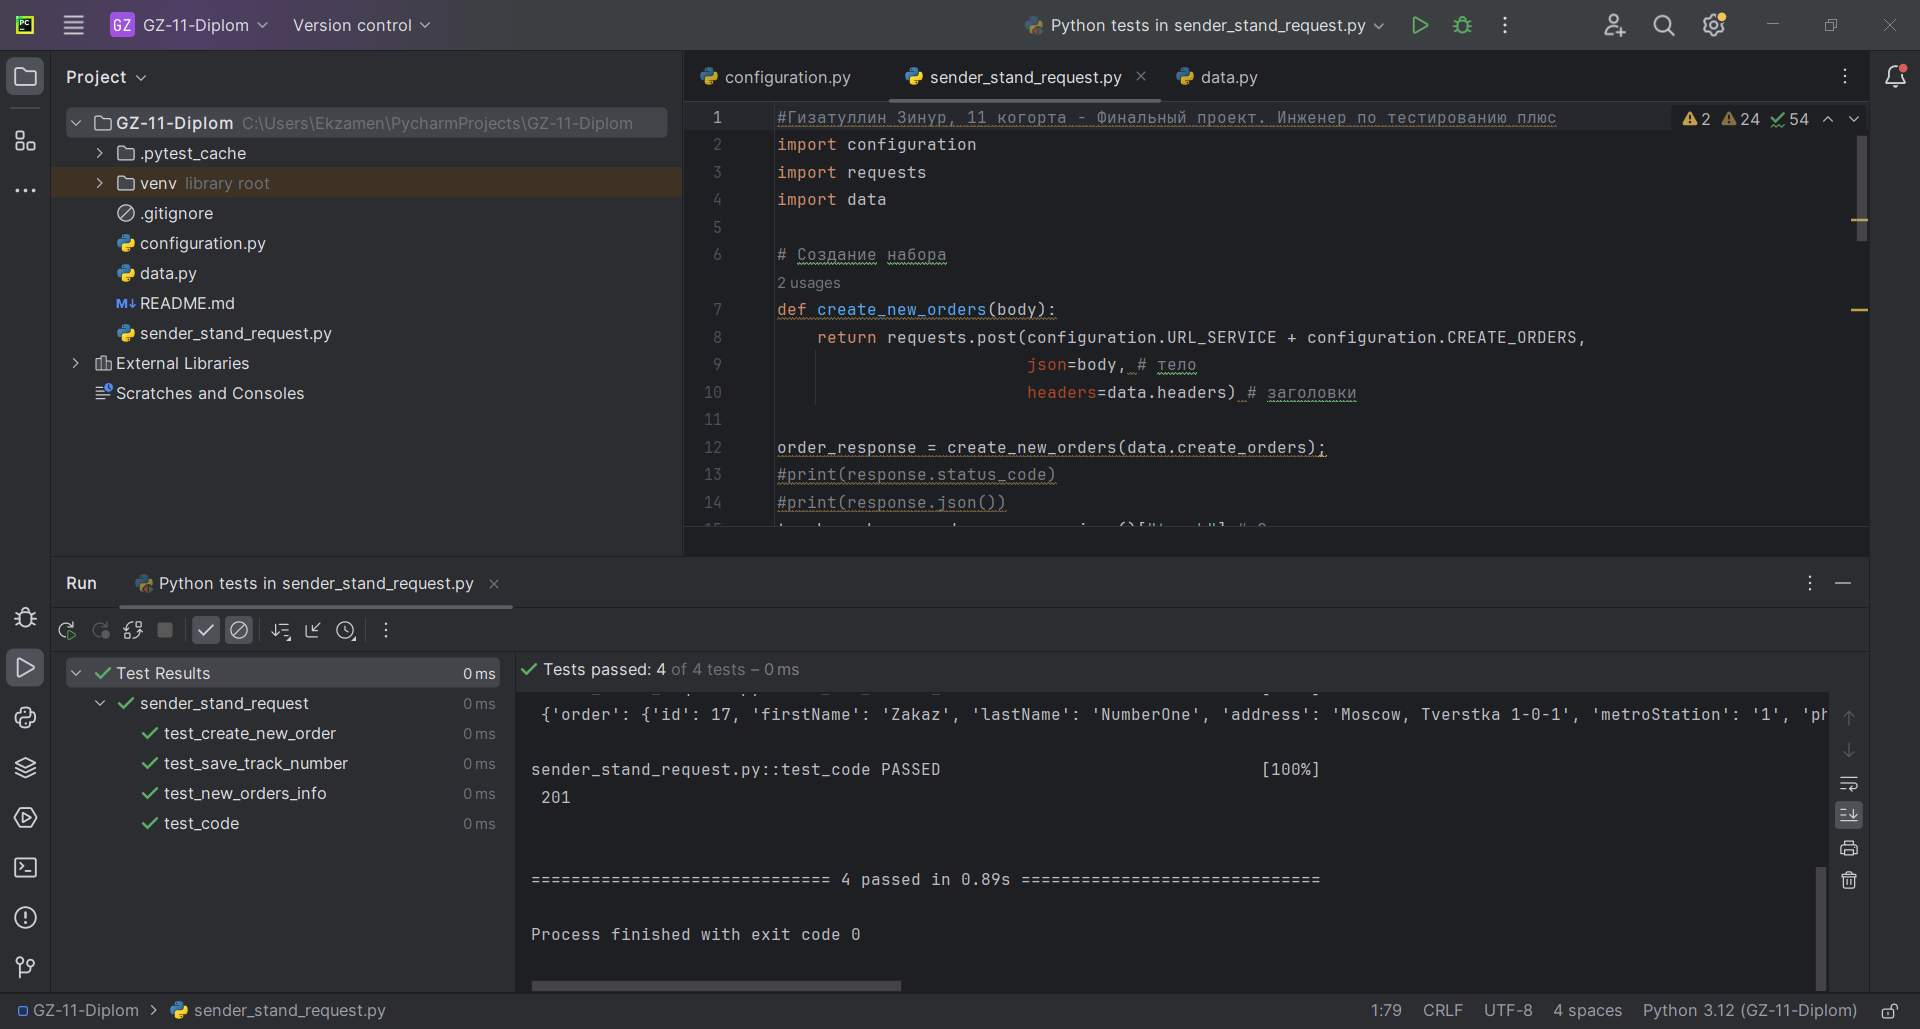 GZ GZ-11-Diplom Version control Python tests in sender_stand_request.py
Project
GZ-11-Diplom C:\Users\Ekzamen\PycharmProjects\GZ-11-Diplom
.pytest_cache
venv library root
.gitignore
configuration.py
data.py
README.md
sender_stand_request.py
External Libraries
Scratches and Consoles
configuration.py sender_stand_request.py data.py
2 24 54
1 #Гизатуллин Зинур, 11 когорта - Финальный проект. Инженер по тестированию плюс
2 import configuration
3 import requests
4 import data
5
6 # Создание набора
2 usages
7 def create_new_orders(body):
8 return requests.post(configuration.URL_SERVICE + configuration.CREATE_ORDERS,
9 json=body, # тело
10 headers=data.headers) # заголовки
11
12 order_response = create_new_orders(data.create_orders);
13 #print(response.status_code)
14 #print(response.json())
Run Python tests in sender_stand_request.py
Test Results 0 ms
sender_stand_request 0 ms
test_create_new_order 0 ms
test_save_track_number 0 ms
test_new_orders_info 0 ms
test_code 0 ms
Tests passed: 4 of 4 tests – 0 ms
{'order': {'id': 17, 'firstName': 'Zakaz', 'lastName': 'NumberOne', 'address': 'Moscow, Tverstka 1-0-1', 'metroStation': '1', 'ph
sender_stand_request.py::test_code PASSED [100%]
201
============================== 4 passed in 0.89s ==============================
Process finished with exit code 0
GZ-11-Diplom > sender_stand_request.py
1:79 CRLF UTF-8 4 spaces Python 3.12 (GZ-11-Diplom)